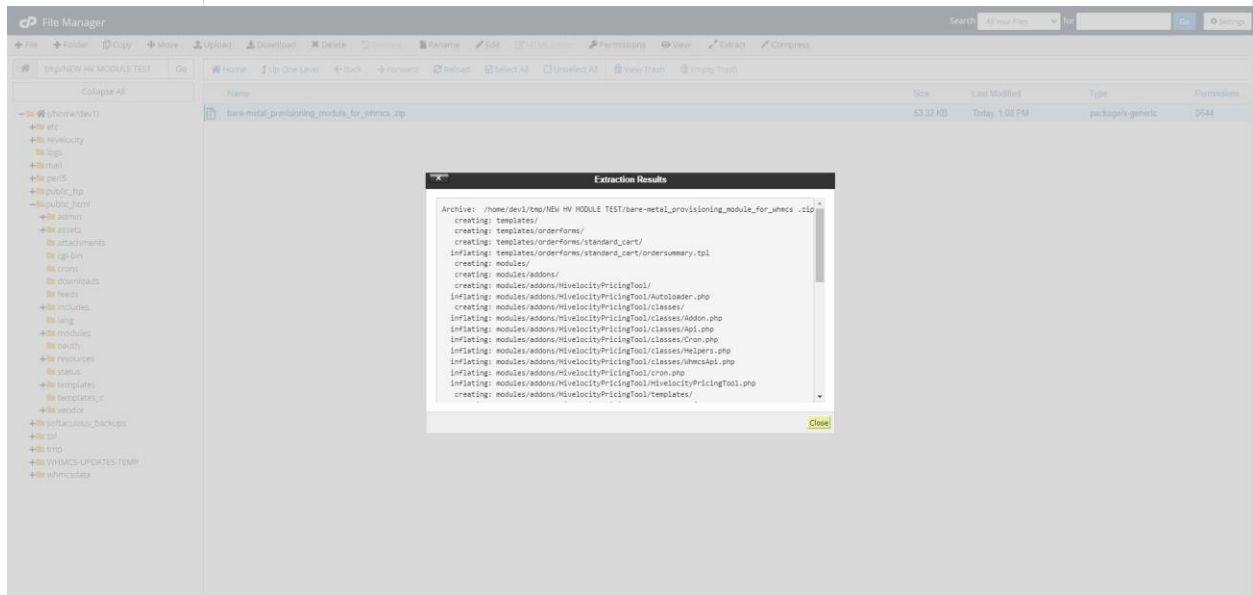 cP File Manager
Search All Your Files for Go Settings
File Folder Copy Move Upload Download Delete Restore Rename Edit HTML Editor Permissions View Extract Compress
tmp/NEW HV MODULE TEST Go Home Up One Level Back Forward Reload Select All Unselect All View Trash Empty Trash
Collapse All
Name Size Last Modified Type Permissions
bare-metal_provisioning_module_for_whmcs .zip 53.32 KB Today, 1:08 PM package/x-generic 0644
(/home/dev1)
etc
hevelocity
logs
mail
perl5
public_ftp
public_html
admin
assets
attachments
cgi-bin
crons
downloads
feeds
includes
lang
modules
oauth
resources
status
templates
templates_c
vendor
softaculous_backups
ssl
tmp
WHMCS-UPDATES-TEMP
whmcsdata
Extraction Results
Archive: /home/dev1/tmp/NEW HV MODULE TEST/bare-metal_provisioning_module_for_whmcs .zip
creating: templates/
creating: templates/orderforms/
creating: templates/orderforms/standard_cart/
inflating: templates/orderforms/standard_cart/ordersummary.tpl
creating: modules/
creating: modules/addons/
creating: modules/addons/HivelocityPricingTool/
inflating: modules/addons/HivelocityPricingTool/Autoloader.php
creating: modules/addons/HivelocityPricingTool/classes/
inflating: modules/addons/HivelocityPricingTool/classes/Addon.php
inflating: modules/addons/HivelocityPricingTool/classes/Api.php
inflating: modules/addons/HivelocityPricingTool/classes/Cron.php
inflating: modules/addons/HivelocityPricingTool/classes/Helpers.php
inflating: modules/addons/HivelocityPricingTool/classes/WhmcsApi.php
inflating: modules/addons/HivelocityPricingTool/cron.php
inflating: modules/addons/HivelocityPricingTool/HivelocityPricingTool.php
creating: modules/addons/HivelocityPricingTool/templates/
Close